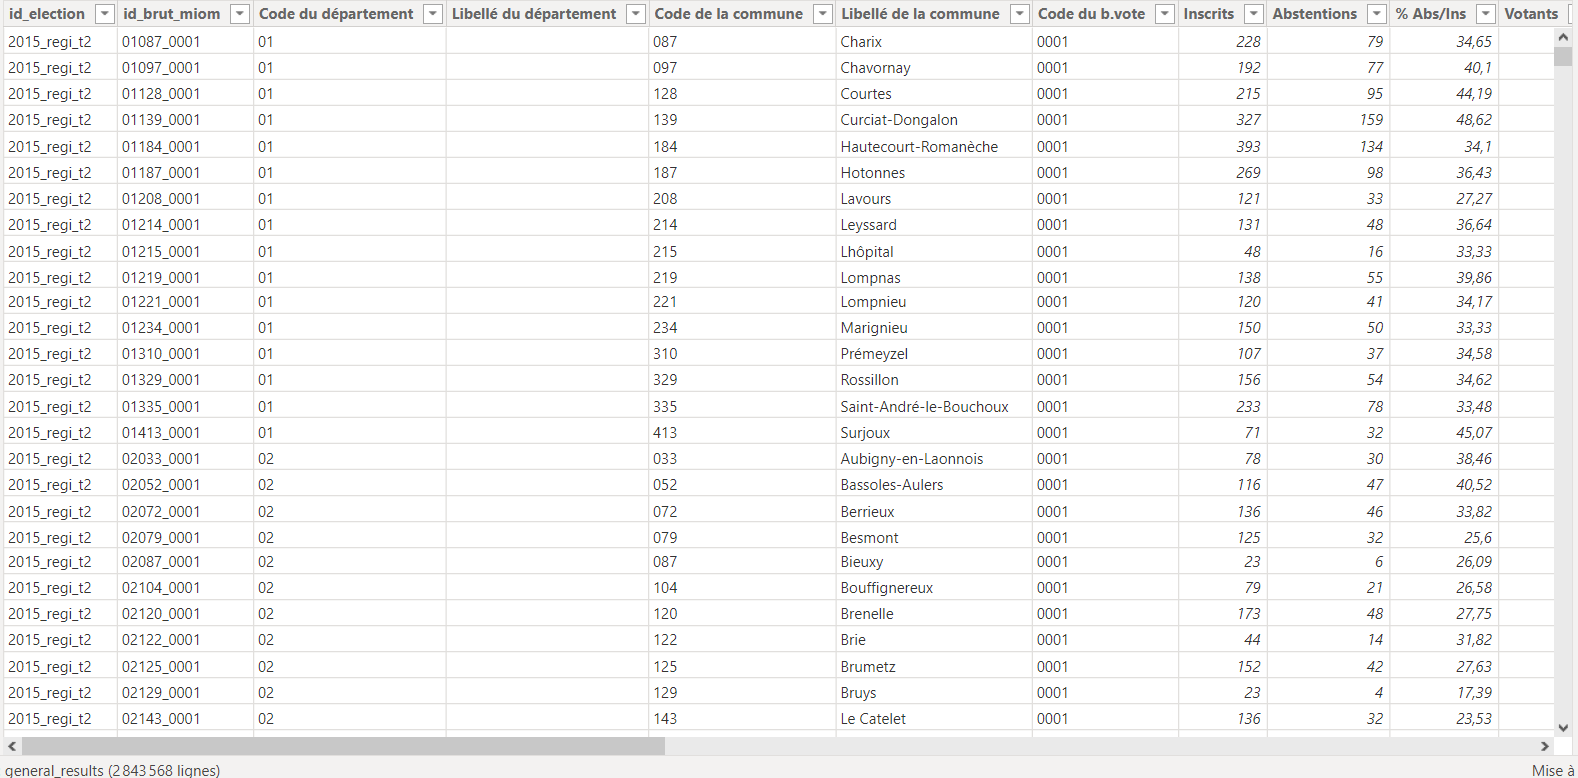 id_election id_brut_miom Code du département Libellé du département Code de la commune Libellé de la commune Code du b.vote Inscrits Abstentions % Abs/Ins Votants
2015_regi_t2 01087_0001 01 087 Charix 0001 228 79 34,65
2015_regi_t2 01097_0001 01 097 Chavornay 0001 192 77 40,1
2015_regi_t2 01128_0001 01 128 Courtes 0001 215 95 44,19
2015_regi_t2 01139_0001 01 139 Curciat-Dongalon 0001 327 159 48,62
2015_regi_t2 01184_0001 01 184 Hautecourt-Romanèche 0001 393 134 34,1
2015_regi_t2 01187_0001 01 187 Hotonnes 0001 269 98 36,43
2015_regi_t2 01208_0001 01 208 Lavours 0001 121 33 27,27
2015_regi_t2 01214_0001 01 214 Leyssard 0001 131 48 36,64
2015_regi_t2 01215_0001 01 215 Lhôpital 0001 48 16 33,33
2015_regi_t2 01219_0001 01 219 Lompnas 0001 138 55 39,86
2015_regi_t2 01221_0001 01 221 Lompnieu 0001 120 41 34,17
2015_regi_t2 01234_0001 01 234 Marignieu 0001 150 50 33,33
2015_regi_t2 01310_0001 01 310 Prémeyzel 0001 107 37 34,58
2015_regi_t2 01329_0001 01 329 Rossillon 0001 156 54 34,62
2015_regi_t2 01335_0001 01 335 Saint-André-le-Bouchoux 0001 233 78 33,48
2015_regi_t2 01413_0001 01 413 Surjoux 0001 71 32 45,07
2015_regi_t2 02033_0001 02 033 Aubigny-en-Laonnois 0001 78 30 38,46
2015_regi_t2 02052_0001 02 052 Bassoles-Aulers 0001 116 47 40,52
2015_regi_t2 02072_0001 02 072 Berrieux 0001 136 46 33,82
2015_regi_t2 02079_0001 02 079 Besmont 0001 125 32 25,6
2015_regi_t2 02087_0001 02 087 Bieuxy 0001 23 6 26,09
2015_regi_t2 02104_0001 02 104 Bouffignereux 0001 79 21 26,58
2015_regi_t2 02120_0001 02 120 Brenelle 0001 173 48 27,75
2015_regi_t2 02122_0001 02 122 Brie 0001 44 14 31,82
2015_regi_t2 02125_0001 02 125 Brumetz 0001 152 42 27,63
2015_regi_t2 02129_0001 02 129 Bruys 0001 23 4 17,39
2015_regi_t2 02143_0001 02 143 Le Catelet 0001 136 32 23,53
general_results (2 843 568 lignes) Mise à